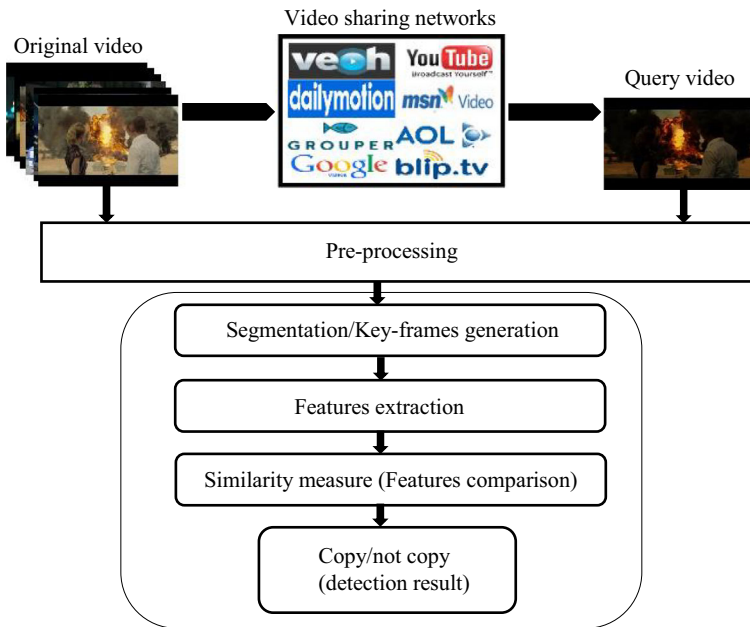 Video sharing networks
Original video
Query video
veoh
YouTube
Broadcast Yourself™
dailymotion
msn Video
GROUPER
AOL
Google
blip.tv
Pre-processing
Segmentation/Key-frames generation
Features extraction
Similarity measure (Features comparison)
Copy/not copy
(detection result)